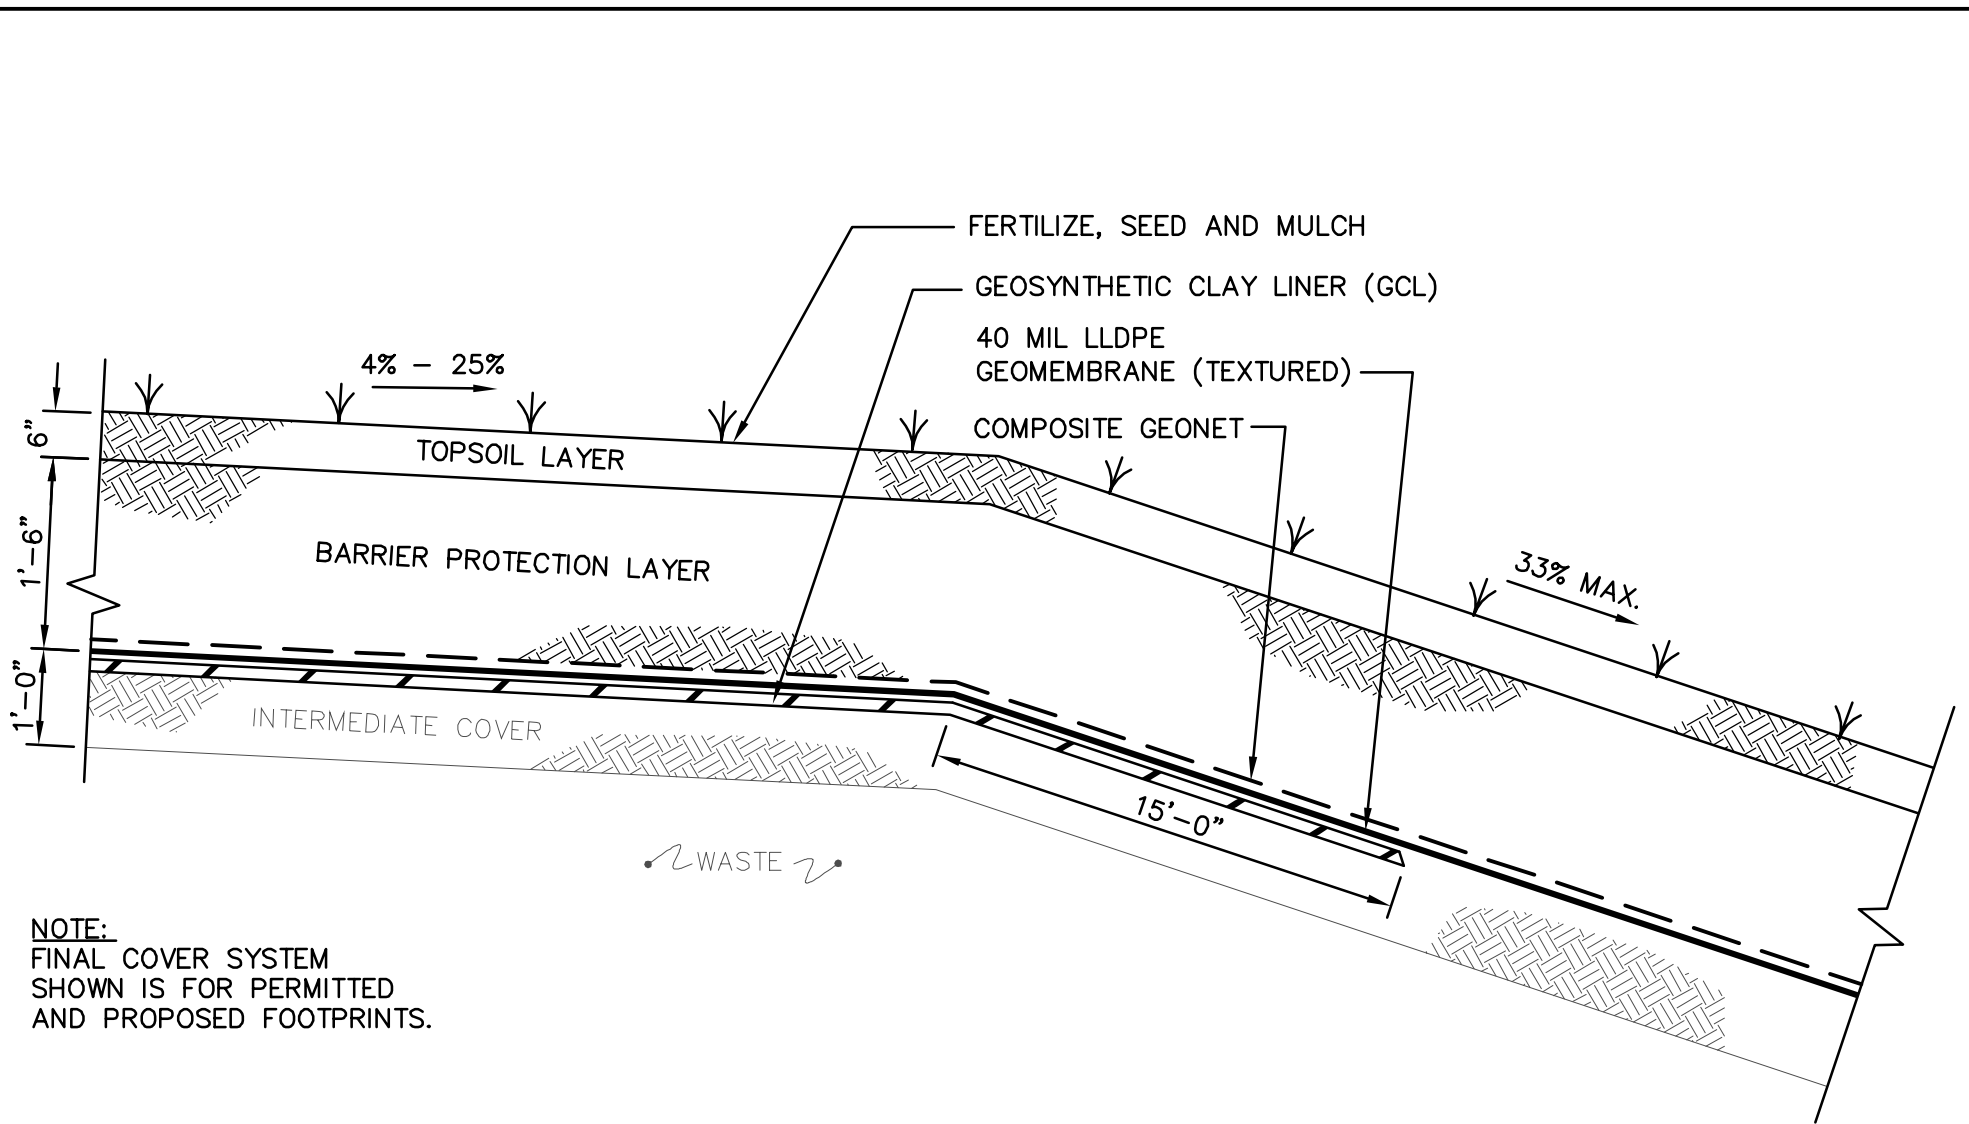 FERTILIZE, SEED AND MULCH
GEOSYNTHETIC CLAY LINER (GCL)
40 MIL LLDPE
GEOMEMBRANE (TEXTURED)
COMPOSITE GEONET
4% - 25%
6"
TOPSOIL LAYER
1'-6"
BARRIER PROTECTION LAYER
33% MAX.
1'-0"
INTERMEDIATE COVER
15'-0"
WASTE
NOTE:
FINAL COVER SYSTEM
SHOWN IS FOR PERMITTED
AND PROPOSED FOOTPRINTS.